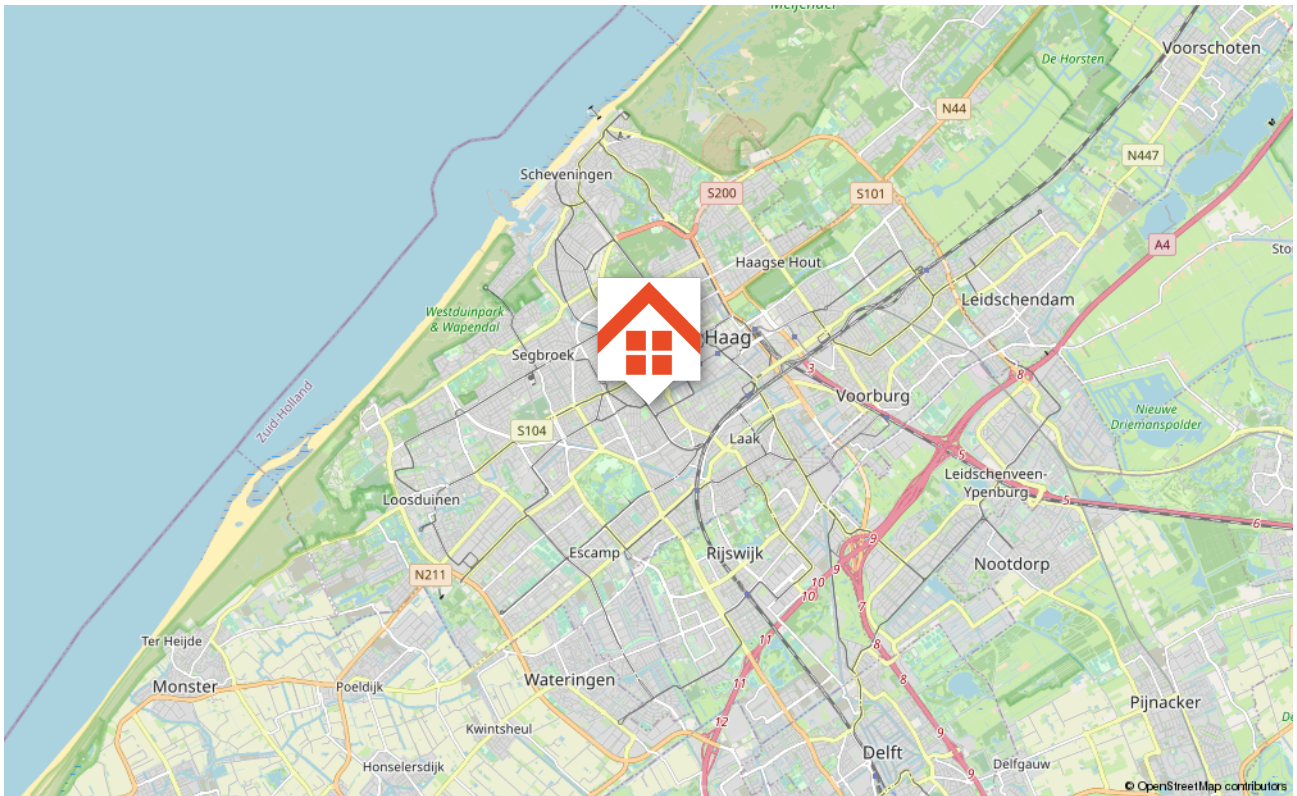 Meijendel
Voorschoten
De Horsten
N44
N447
Scheveningen
S200
S101
A4
Haagse Hout
Leidschendam
Westduinpark
& Wapendal
Haag
Segbroek
3
8
Voorburg
Zuid-Holland
Nieuwe
Driemanspolder
S104
Laak
5
Leidschenveen-
Ypenburg
Loosduinen
5
6
Escamp
Rijswijk
9
9
Nootdorp
N211
10
10
7
Ter Heijde
11
8
Monster
Poeldijk
Wateringen
11
8
Pijnacker
Kwintsheul
12
9
Delft
Honselersdijk
Delfgauw
9
© OpenStreetMap contributors